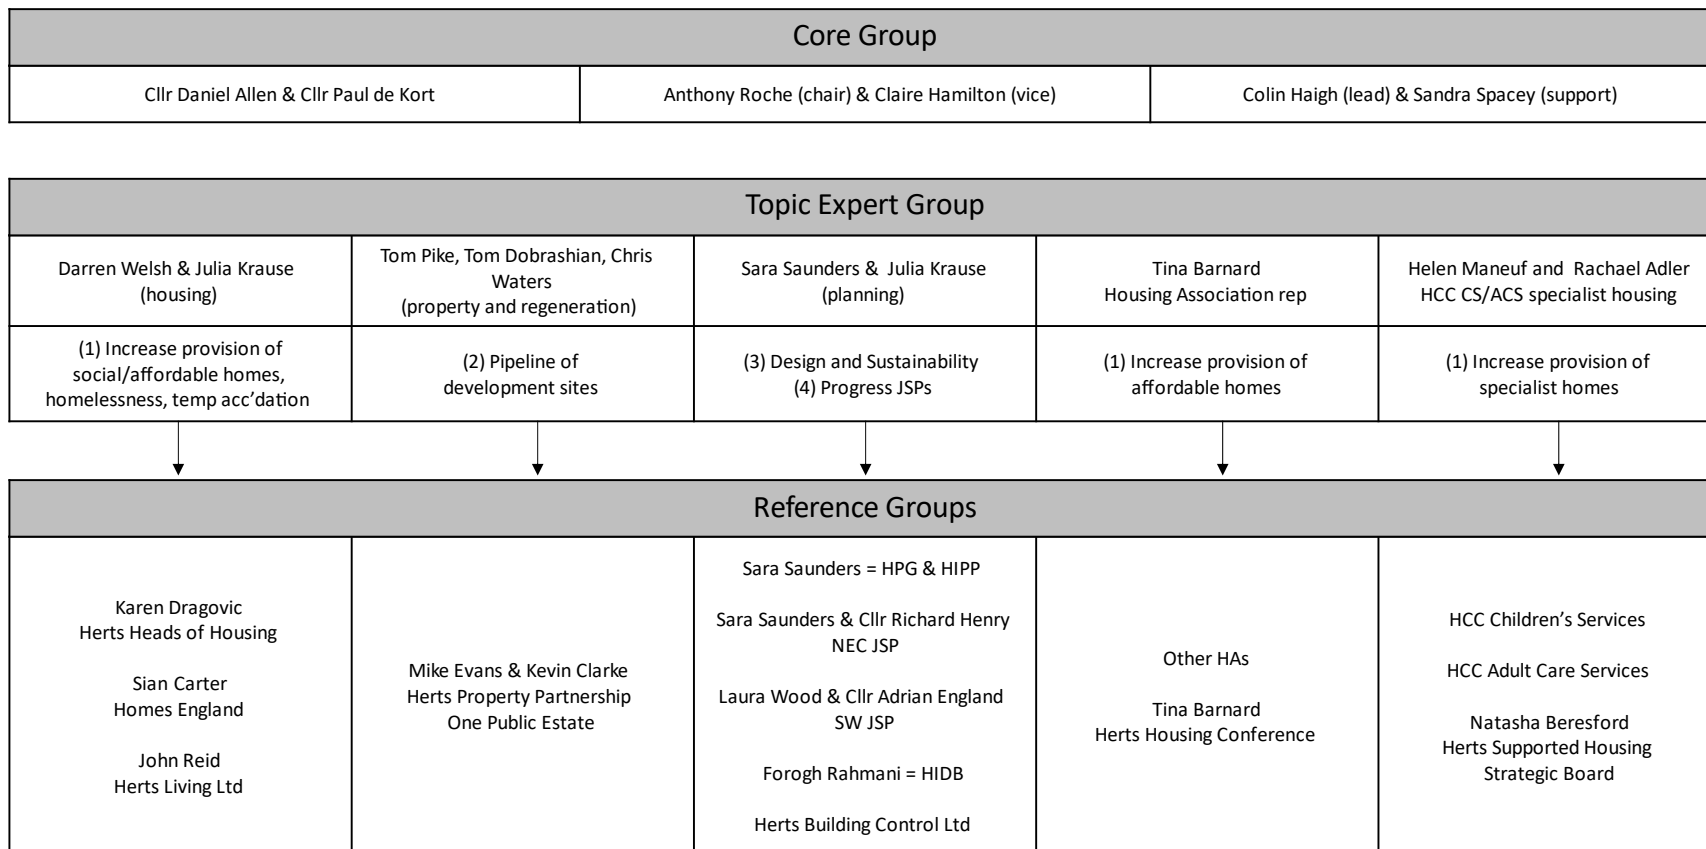 Core Group
Cllr Daniel Allen & Cllr Paul de Kort
Anthony Roche (chair) & Claire Hamilton (vice)
Colin Haigh (lead) & Sandra Spacey (support)
Topic Expert Group
Darren Welsh & Julia Krause
(housing)
Tom Pike, Tom Dobrashian, Chris
Waters
(property and regeneration)
Sara Saunders & Julia Krause
(planning)
Tina Barnard
Housing Association rep
Helen Maneuf and Rachael Adler
HCC CS/ACS specialist housing
(1) Increase provision of
social/affordable homes,
homelessness, temp acc’dation
(2) Pipeline of
development sites
(3) Design and Sustainability
(4) Progress JSPs
(1) Increase provision of
affordable homes
(1) Increase provision of
specialist homes
Reference Groups
Karen Dragovic
Herts Heads of Housing
Sian Carter
Homes England
John Reid
Herts Living Ltd
Mike Evans & Kevin Clarke
Herts Property Partnership
One Public Estate
Sara Saunders = HPG & HIPP
Sara Saunders & Cllr Richard Henry
NEC JSP
Laura Wood & Cllr Adrian England
SW JSP
Forogh Rahmani = HIDB
Herts Building Control Ltd
Other HAs
Tina Barnard
Herts Housing Conference
HCC Children’s Services
HCC Adult Care Services
Natasha Beresford
Herts Supported Housing
Strategic Board